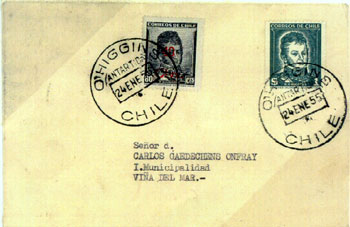 CORREOS DE CHILE
CORREOS DE CHILE
O'HIGGINS
ANTARTICO
24 ENE 55
CHILE
O'HIGGINS
ANTARTICO
24 ENE 55
CHILE
Señor d.
CARLOS GAEDECHENS ONFRAY
I.Municipalidad
VIÑA DEL MAR.-